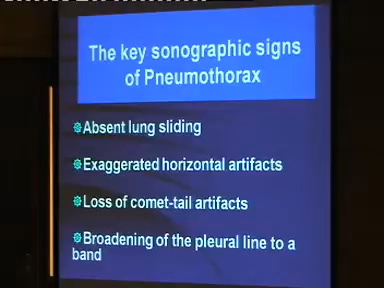 The key sonographic signs
of Pneumothorax
Absent lung sliding
Exaggerated horizontal artifacts
Loss of comet-tail artifacts
Broadening of the pleural line to a
band